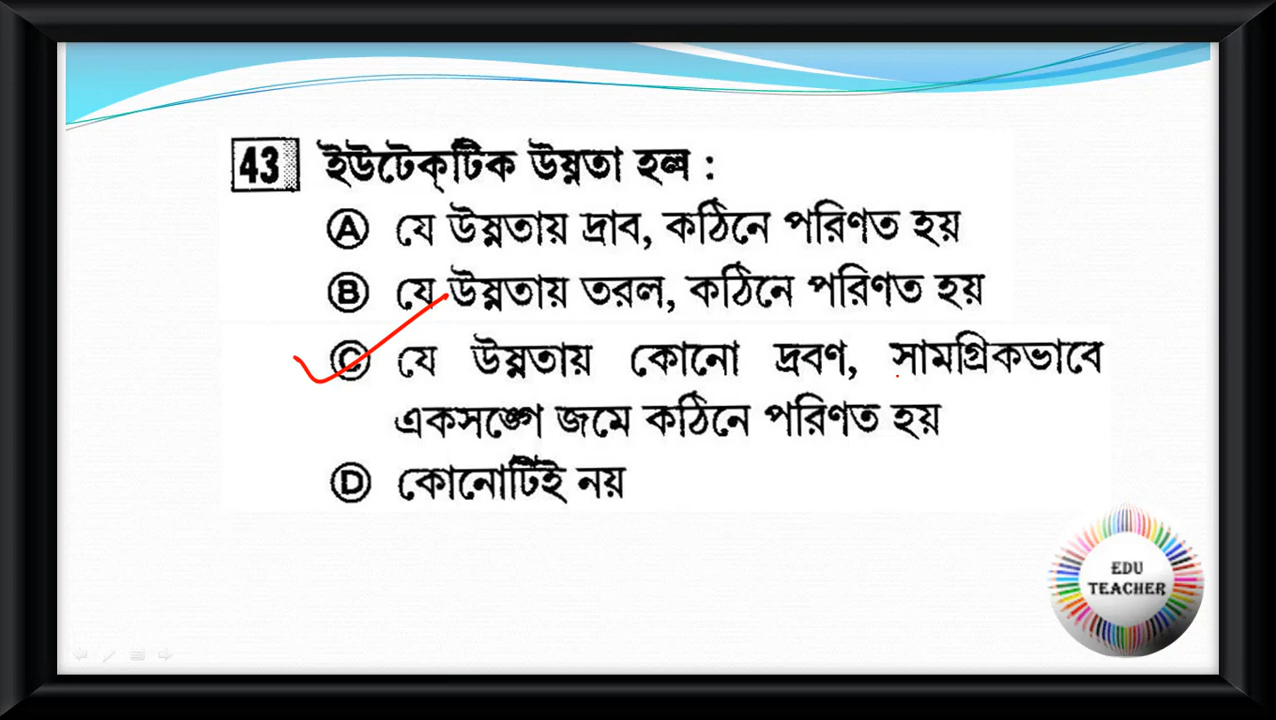 43 ইউটেক্‌টিক উষ্ণতা হল :
A যে উষ্ণতায় দ্রাব, কঠিনে পরিণত হয়
B যে উষ্ণতায় তরল, কঠিনে পরিণত হয়
C যে উষ্ণতায় কোনো দ্রবণ, সামগ্রিকভাবে
একসঙ্গে জমে কঠিনে পরিণত হয়
D কোনোটিই নয়
EDU
TEACHER